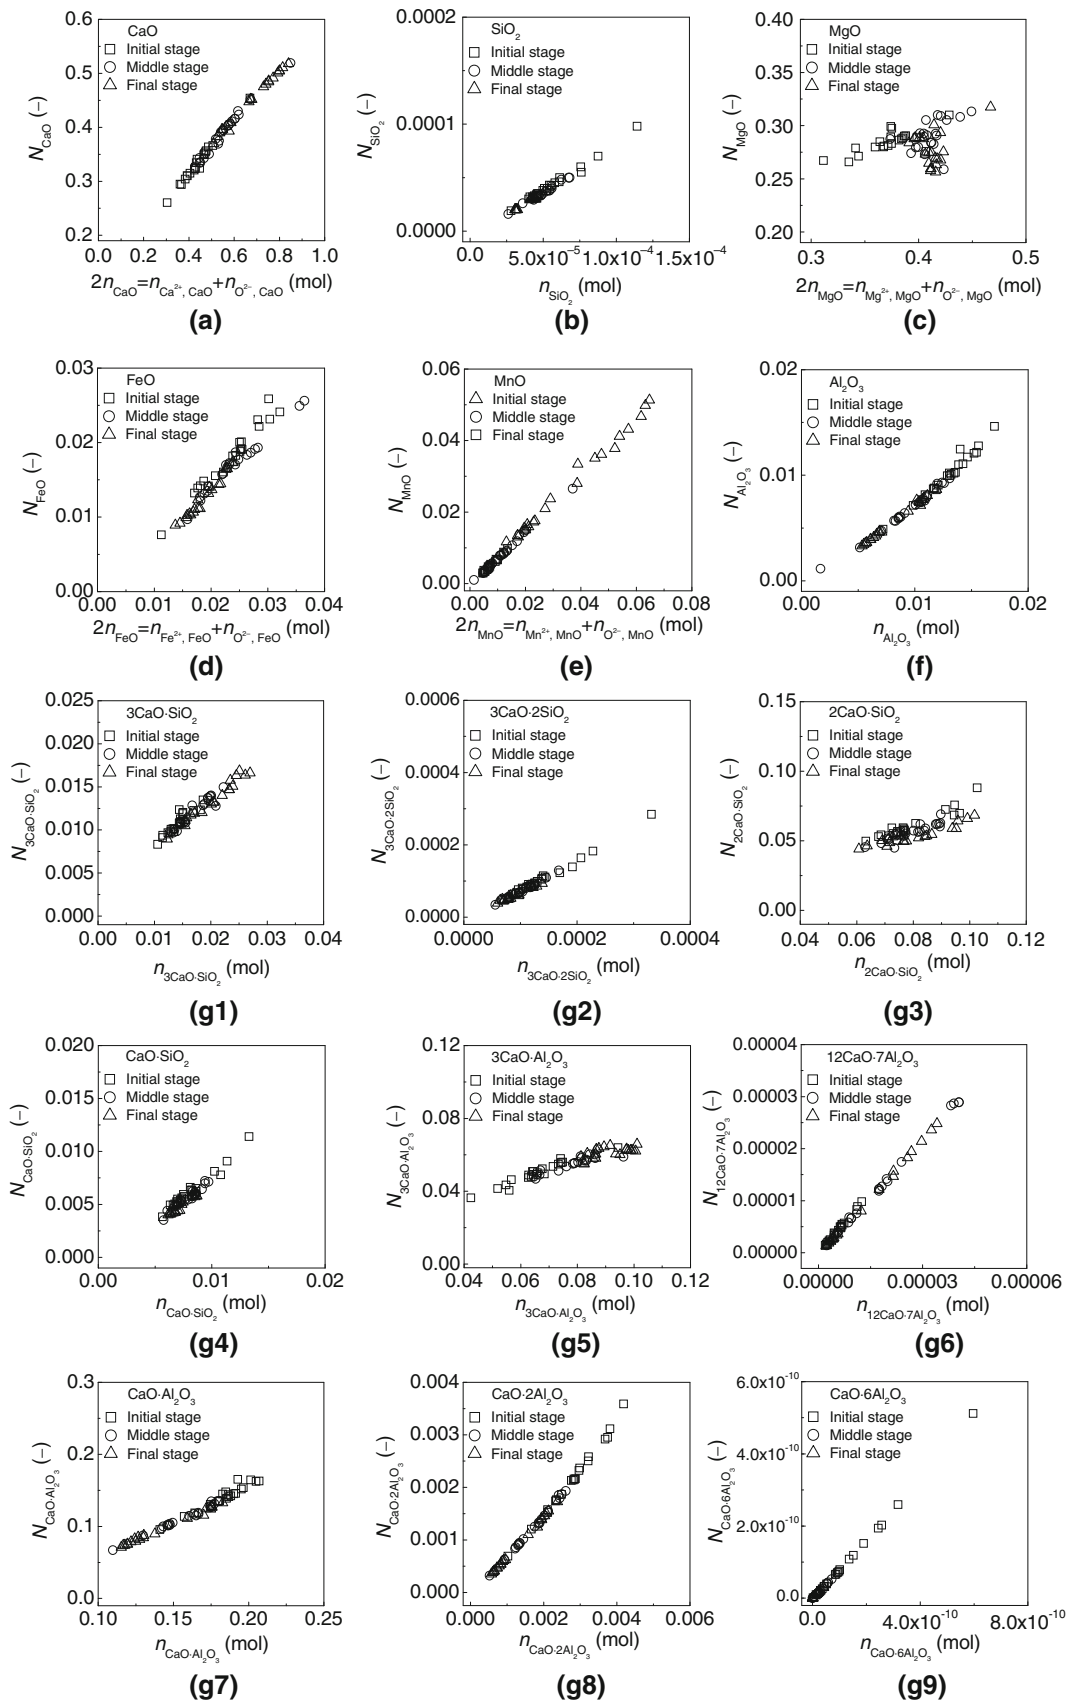 CaO
□ Initial stage
○ Middle stage
△ Final stage
N_CaO (−)
0.6
0.5
0.4
0.3
0.2
0.0 0.2 0.4 0.6 0.8 1.0
2n_CaO=n_Ca²⁺, CaO+n_O²⁻, CaO (mol)
(a)
SiO₂
□ Initial stage
○ Middle stage
△ Final stage
N_SiO₂ (−)
0.0002
0.0001
0.0000
0.0 5.0x10⁻⁵ 1.0x10⁻⁴ 1.5x10⁻⁴
n_SiO₂ (mol)
(b)
MgO
□ Initial stage
○ Middle stage
△ Final stage
N_MgO (−)
0.40
0.35
0.30
0.25
0.20
0.3 0.4 0.5
2n_MgO=n_Mg²⁺, MgO+n_O²⁻, MgO (mol)
(c)
FeO
□ Initial stage
○ Middle stage
△ Final stage
N_FeO (−)
0.03
0.02
0.01
0.00
0.00 0.01 0.02 0.03 0.04
2n_FeO=n_Fe²⁺, FeO+n_O²⁻, FeO (mol)
(d)
MnO
△ Initial stage
○ Middle stage
□ Final stage
N_MnO (−)
0.06
0.04
0.02
0.00
0.00 0.02 0.04 0.06 0.08
2n_MnO=n_Mn²⁺, MnO+n_O²⁻, MnO (mol)
(e)
Al₂O₃
□ Initial stage
○ Middle stage
△ Final stage
N_Al₂O₃ (−)
0.02
0.01
0.00
0.00 0.01 0.02
n_Al₂O₃ (mol)
(f)
3CaO·SiO₂
□ Initial stage
○ Middle stage
△ Final stage
N_3CaO·SiO₂ (−)
0.025
0.020
0.015
0.010
0.005
0.000
0.00 0.01 0.02 0.03 0.04
n_3CaO·SiO₂ (mol)
(g1)
3CaO·2SiO₂
□ Initial stage
○ Middle stage
△ Final stage
N_3CaO·2SiO₂ (−)
0.0006
0.0004
0.0002
0.0000
0.0000 0.0002 0.0004
n_3CaO·2SiO₂ (mol)
(g2)
2CaO·SiO₂
□ Initial stage
○ Middle stage
△ Final stage
N_2CaO·SiO₂ (−)
0.15
0.10
0.05
0.00
0.04 0.06 0.08 0.10 0.12
n_2CaO·SiO₂ (mol)
(g3)
CaO·SiO₂
□ Initial stage
○ Middle stage
△ Final stage
N_CaO·SiO₂ (−)
0.020
0.015
0.010
0.005
0.000
0.00 0.01 0.02
n_CaO·SiO₂ (mol)
(g4)
3CaO·Al₂O₃
□ Initial stage
○ Middle stage
△ Final stage
N_3CaO·Al₂O₃ (−)
0.12
0.08
0.04
0.00
0.04 0.06 0.08 0.10 0.12
n_3CaO·Al₂O₃ (mol)
(g5)
12CaO·7Al₂O₃
□ Initial stage
○ Middle stage
△ Final stage
N_12CaO·7Al₂O₃ (−)
0.00004
0.00003
0.00002
0.00001
0.00000
0.00000 0.00003 0.00006
n_12CaO·7Al₂O₃ (mol)
(g6)
CaO·Al₂O₃
□ Initial stage
○ Middle stage
△ Final stage
N_CaO·Al₂O₃ (−)
0.3
0.2
0.1
0.0
0.10 0.15 0.20 0.25
n_CaO·Al₂O₃ (mol)
(g7)
CaO·2Al₂O₃
□ Initial stage
○ Middle stage
△ Final stage
N_CaO·2Al₂O₃ (−)
0.004
0.003
0.002
0.001
0.000
0.000 0.002 0.004 0.006
n_CaO·2Al₂O₃ (mol)
(g8)
CaO·6Al₂O₃
□ Initial stage
○ Middle stage
△ Final stage
N_CaO·6Al₂O₃ (−)
6.0x10⁻¹⁰
4.0x10⁻¹⁰
2.0x10⁻¹⁰
0.0
0.0 4.0x10⁻¹⁰ 8.0x10⁻¹⁰
n_CaO·6Al₂O₃ (mol)
(g9)